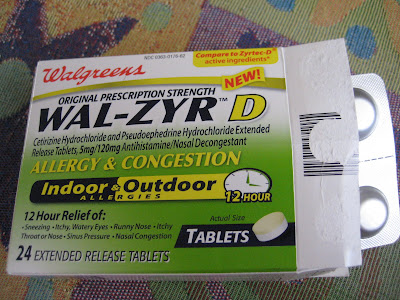 Walgreens
Compare to Zyrtec-D®
active ingredients*
NEW!
ORIGINAL PRESCRIPTION STRENGTH
WAL-ZYR™ D
Cetirizine Hydrochloride and Pseudoephedrine Hydrochloride Extended
Release Tablets, 5mg/120mg Antihistamine/Nasal Decongestant
ALLERGY & CONGESTION
Indoor & Outdoor
ALLERGIES
12 HOUR
12 Hour Relief of:
• Sneezing • Itchy, Watery Eyes • Runny Nose • Itchy
Throat or Nose • Sinus Pressure • Nasal Congestion
Actual Size
TABLETS
24 EXTENDED RELEASE TABLETS